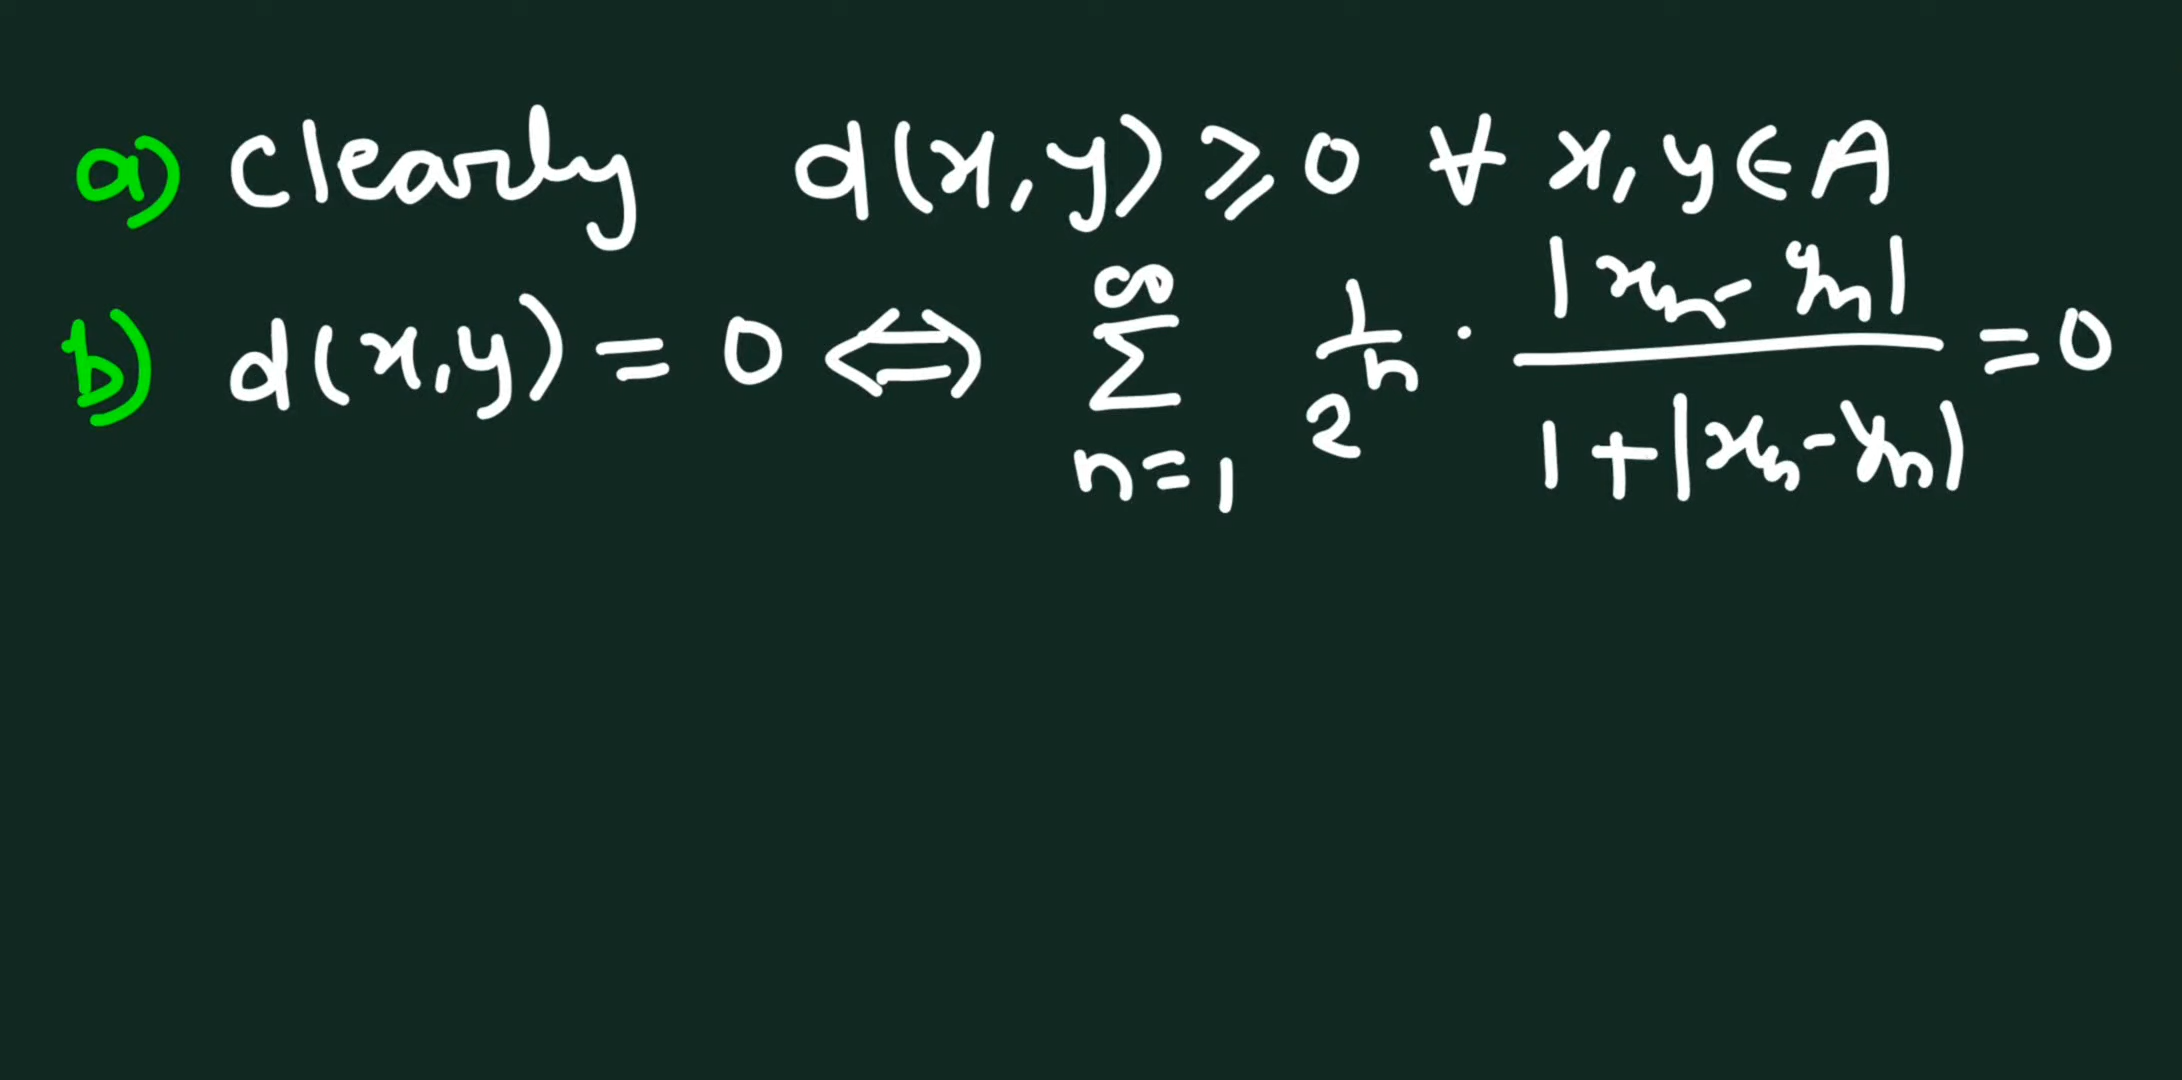 a) clearly d(x,y) ⩾ 0 ∀ x,y ∈ A
b) d(x,y) = 0 ⇔ ∑_{n=1}^{∞} 1/2^n · |x_n - y_n| / (1+|x_n - y_n|) = 0